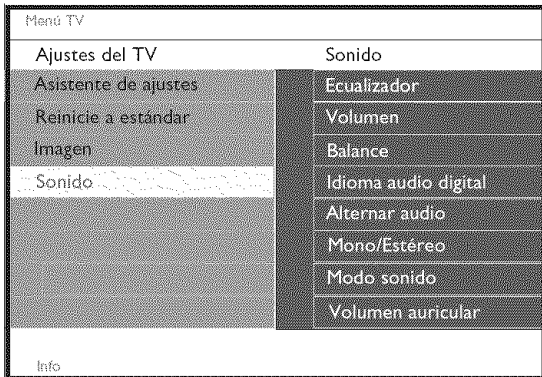 Menú TV
Ajustes del TV
Sonido
Asistente de ajustes
Ecualizador
Reinicie a estándar
Volumen
Imagen
Balance
Sonido
Idioma audio digital
Alternar audio
Mono/Estéreo
Modo sonido
Volumen auricular
Info